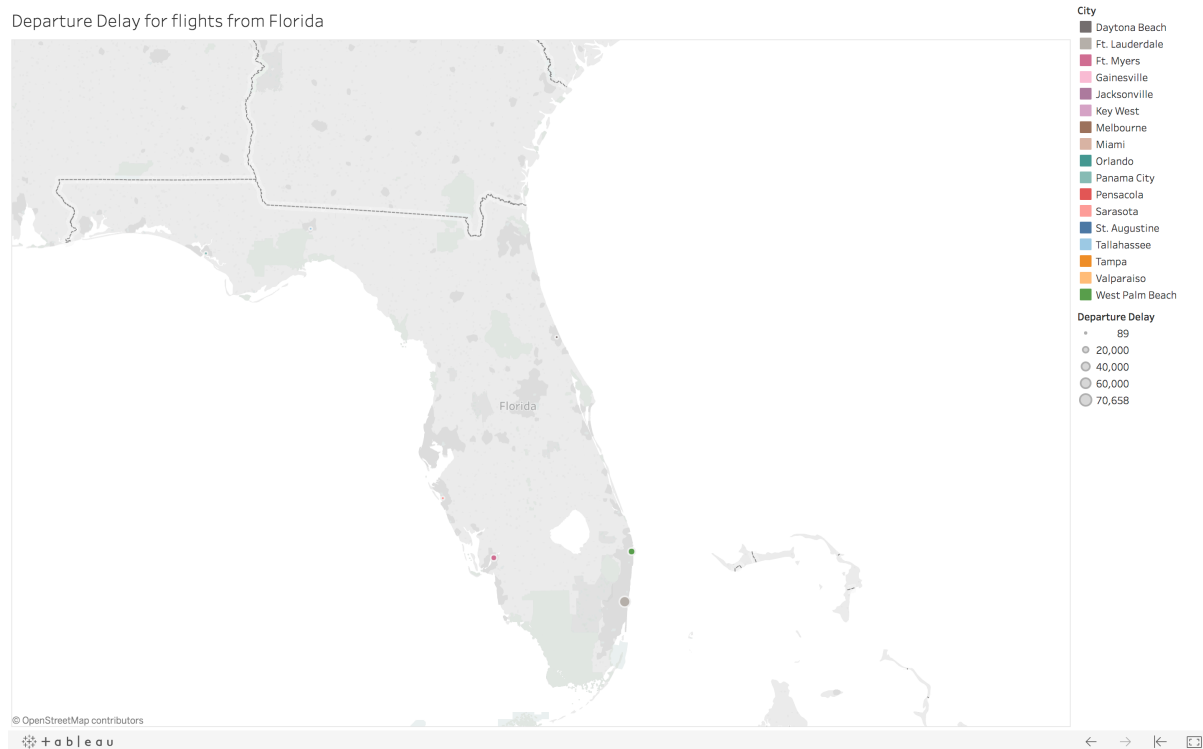 Departure Delay for flights from Florida
Florida
© OpenStreetMap contributors
City
Daytona Beach
Ft. Lauderdale
Ft. Myers
Gainesville
Jacksonville
Key West
Melbourne
Miami
Orlando
Panama City
Pensacola
Sarasota
St. Augustine
Tallahassee
Tampa
Valparaiso
West Palm Beach
Departure Delay
89
20,000
40,000
60,000
70,658
+ a b | e a u